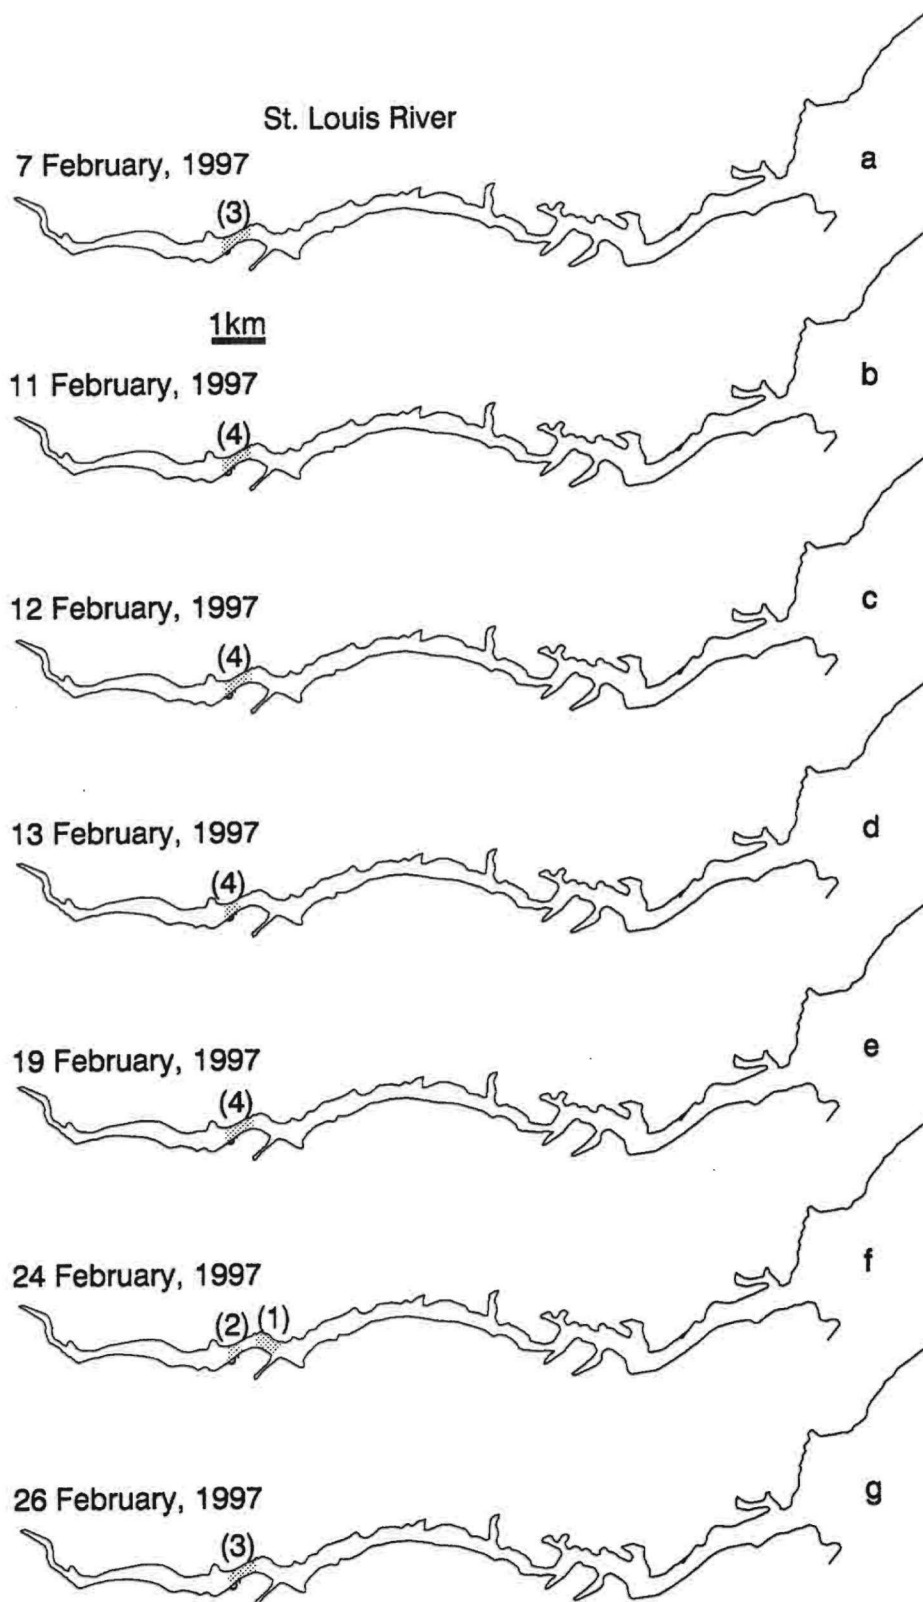 St. Louis River
7 February, 1997
a
(3)
1km
11 February, 1997
b
(4)
12 February, 1997
c
(4)
13 February, 1997
d
(4)
19 February, 1997
e
(4)
24 February, 1997
f
(2) (1)
26 February, 1997
g
(3)